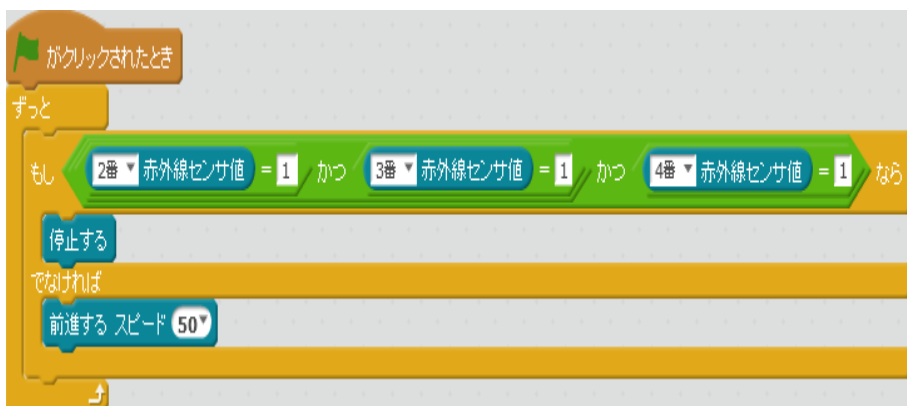 がクリックされたとき
ずっと
もし 2番 赤外線センサ値 = 1 かつ 3番 赤外線センサ値 = 1 かつ 4番 赤外線センサ値 = 1 なら
停止する
でなければ
前進する スピード 50